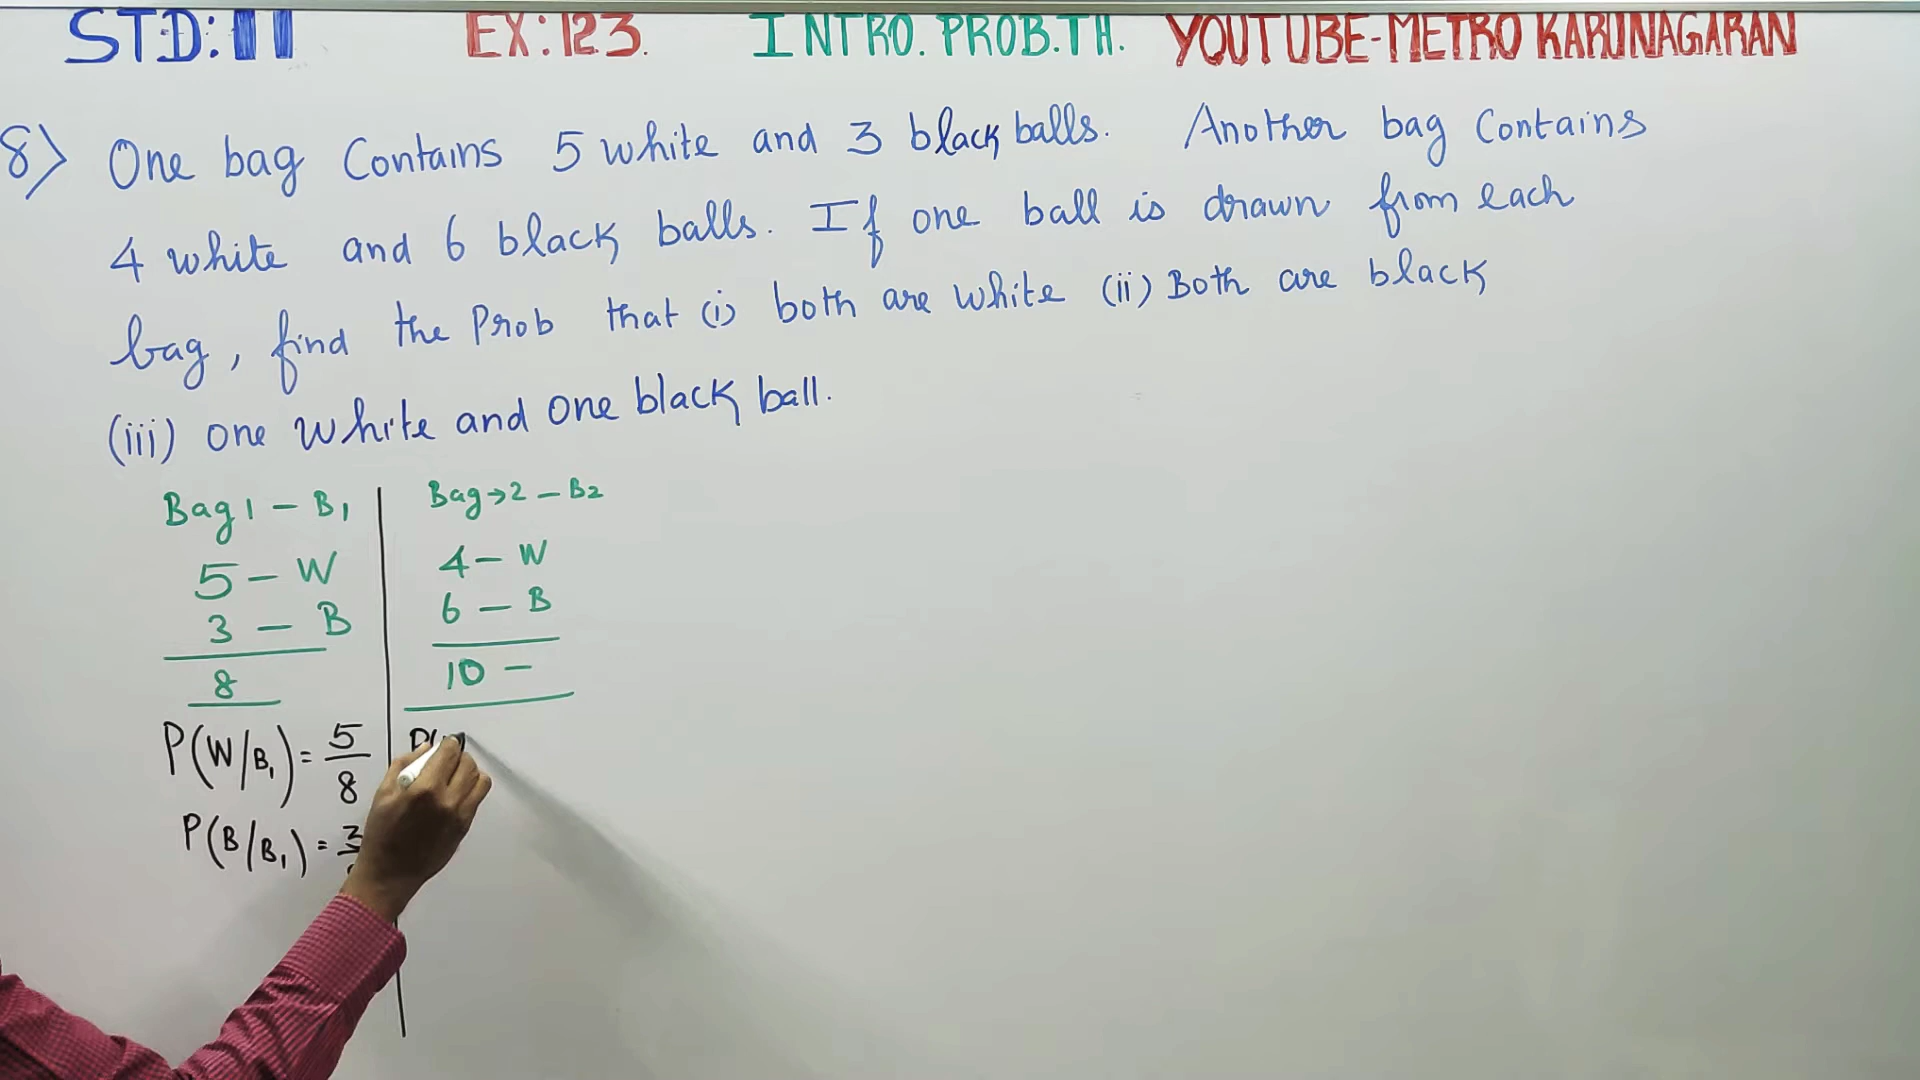 STD: 11 EX: 12.3. INTRO. PROB. TH. YOUTUBE-METRO KARUNAGARAN
8) One bag Contains 5 white and 3 black balls. Another bag Contains
4 white and 6 black balls. If one ball is drawn from each
bag, find the Prob that (i) both are white (ii) Both are black
(iii) one white and one black ball.
Bag 1 - B1
5 - W
3 - B
8
P(W/B1) = 5/8
P(B/B1) = 3
Bag → 2 - B2
4 - W
6 - B
10 -
P(